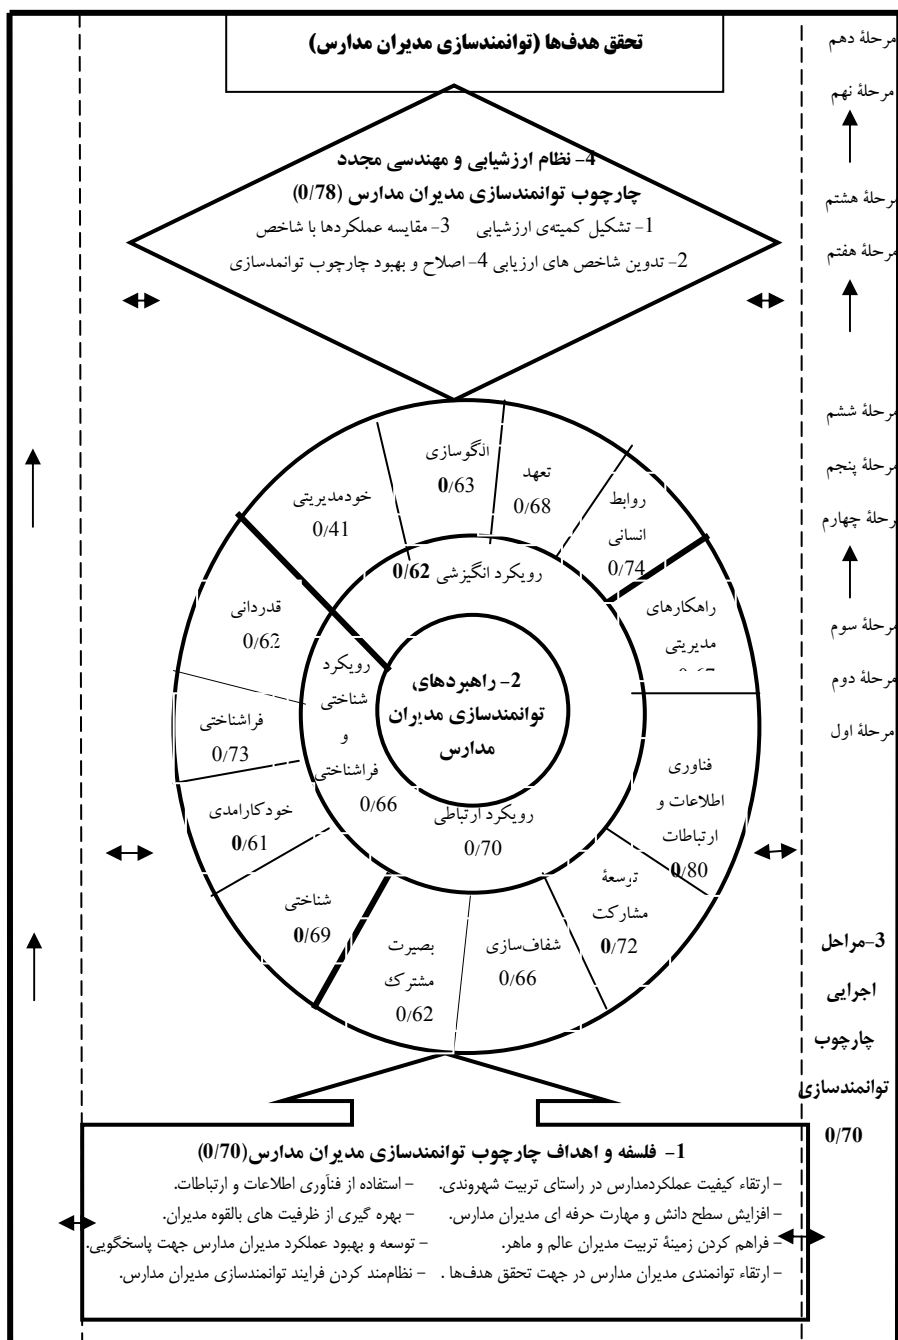 تحقق هدف‌ها (توانمندسازی مدیران مدارس)
4- نظام ارزشیابی و مهندسی مجدد
چارچوب توانمندسازی مدیران مدارس (0/78)
1- تشکیل کمیته‌ی ارزشیابی 3- مقایسه عملکردها با شاخص
2- تدوین شاخص های ارزیابی 4- اصلاح و بهبود چارچوب توانمندسازی
مرحلهٔ دهم
مرحلهٔ نهم
مرحلهٔ هشتم
مرحلهٔ هفتم
مرحلهٔ ششم
مرحلهٔ پنجم
رحلهٔ چهارم
مرحلهٔ سوم
مرحلهٔ دوم
مرحلهٔ اول
3-مراحل
اجرایی
چارچوب
توانمندسازی
0/70
روابط
انسانی
0/74
تعهد
0/68
الگوسازی
0/63
خودمدیریتی
0/41
رویکرد انگیزشی 0/62
راهکارهای
مدیریتی
فناوری
اطلاعات و
ارتباطات
0/80
توسعهٔ
مشارکت
0/72
شفاف‌سازی
0/66
بصیرت
مشترک
0/62
رویکرد ارتباطی
0/70
قدردانی
0/62
فراشناختی
0/73
خودکارامدی
0/61
شناختی
0/69
رویکرد
شناختی
و
فراشناختی
0/66
2- راهبردهای
توانمندسازی مدیران
مدارس
1- فلسفه و اهداف چارچوب توانمندسازی مدیران مدارس(0/70)
- ارتقاء کیفیت عملکردمدارس در راستای تربیت شهروندی. - استفاده از فنآوری اطلاعات و ارتباطات.
- افزایش سطح دانش و مهارت حرفه ای مدیران مدارس. - بهره گیری از ظرفیت های بالقوه مدیران.
- فراهم کردن زمینهٔ تربیت مدیران عالم و ماهر. - توسعه و بهبود عملکرد مدیران مدارس جهت پاسخگویی.
- ارتقاء توانمندی مدیران مدارس در جهت تحقق هدف‌ها . - نظام‌مند کردن فرایند توانمندسازی مدیران مدارس.